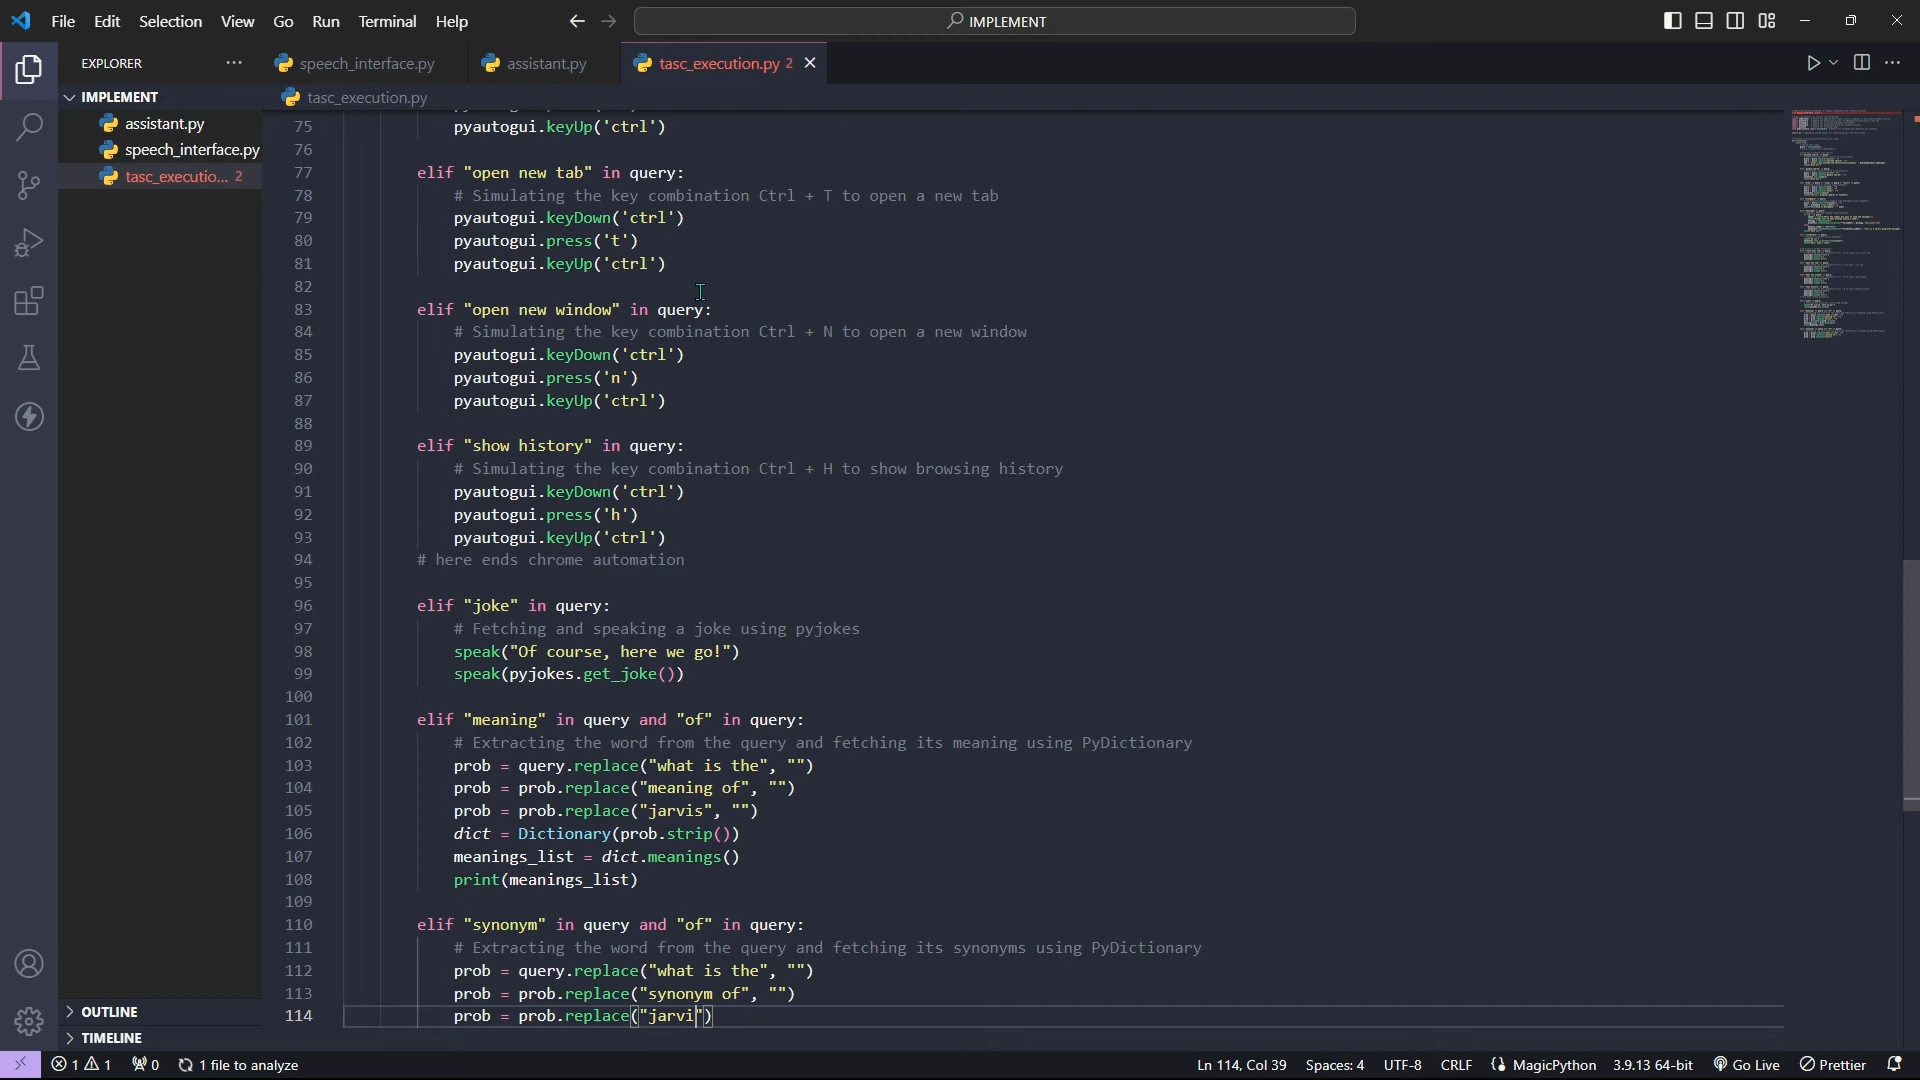 File Edit Selection View Go Run Terminal Help
IMPLEMENT
EXPLORER
speech_interface.py
assistant.py
tasc_execution.py 2
IMPLEMENT
tasc_execution.py
assistant.py
speech_interface.py
tasc_executio... 2
75 pyautogui.keyUp('ctrl')
76
77 elif "open new tab" in query:
78 # Simulating the key combination Ctrl + T to open a new tab
79 pyautogui.keyDown('ctrl')
80 pyautogui.press('t')
81 pyautogui.keyUp('ctrl')
82
83 elif "open new window" in query:
84 # Simulating the key combination Ctrl + N to open a new window
85 pyautogui.keyDown('ctrl')
86 pyautogui.press('n')
87 pyautogui.keyUp('ctrl')
88
89 elif "show history" in query:
90 # Simulating the key combination Ctrl + H to show browsing history
91 pyautogui.keyDown('ctrl')
92 pyautogui.press('h')
93 pyautogui.keyUp('ctrl')
94 # here ends chrome automation
95
96 elif "joke" in query:
97 # Fetching and speaking a joke using pyjokes
98 speak("Of course, here we go!")
99 speak(pyjokes.get_joke())
100
101 elif "meaning" in query and "of" in query:
102 # Extracting the word from the query and fetching its meaning using PyDictionary
103 prob = query.replace("what is the", "")
104 prob = prob.replace("meaning of", "")
105 prob = prob.replace("jarvis", "")
106 dict = Dictionary(prob.strip())
107 meanings_list = dict.meanings()
108 print(meanings_list)
109
110 elif "synonym" in query and "of" in query:
111 # Extracting the word from the query and fetching its synonyms using PyDictionary
112 prob = query.replace("what is the", "")
113 prob = prob.replace("synonym of", "")
114 prob = prob.replace("jarvi")
OUTLINE
TIMELINE
1 1 0 1 file to analyze
Ln 114, Col 39 Spaces: 4 UTF-8 CRLF MagicPython 3.9.13 64-bit Go Live Prettier